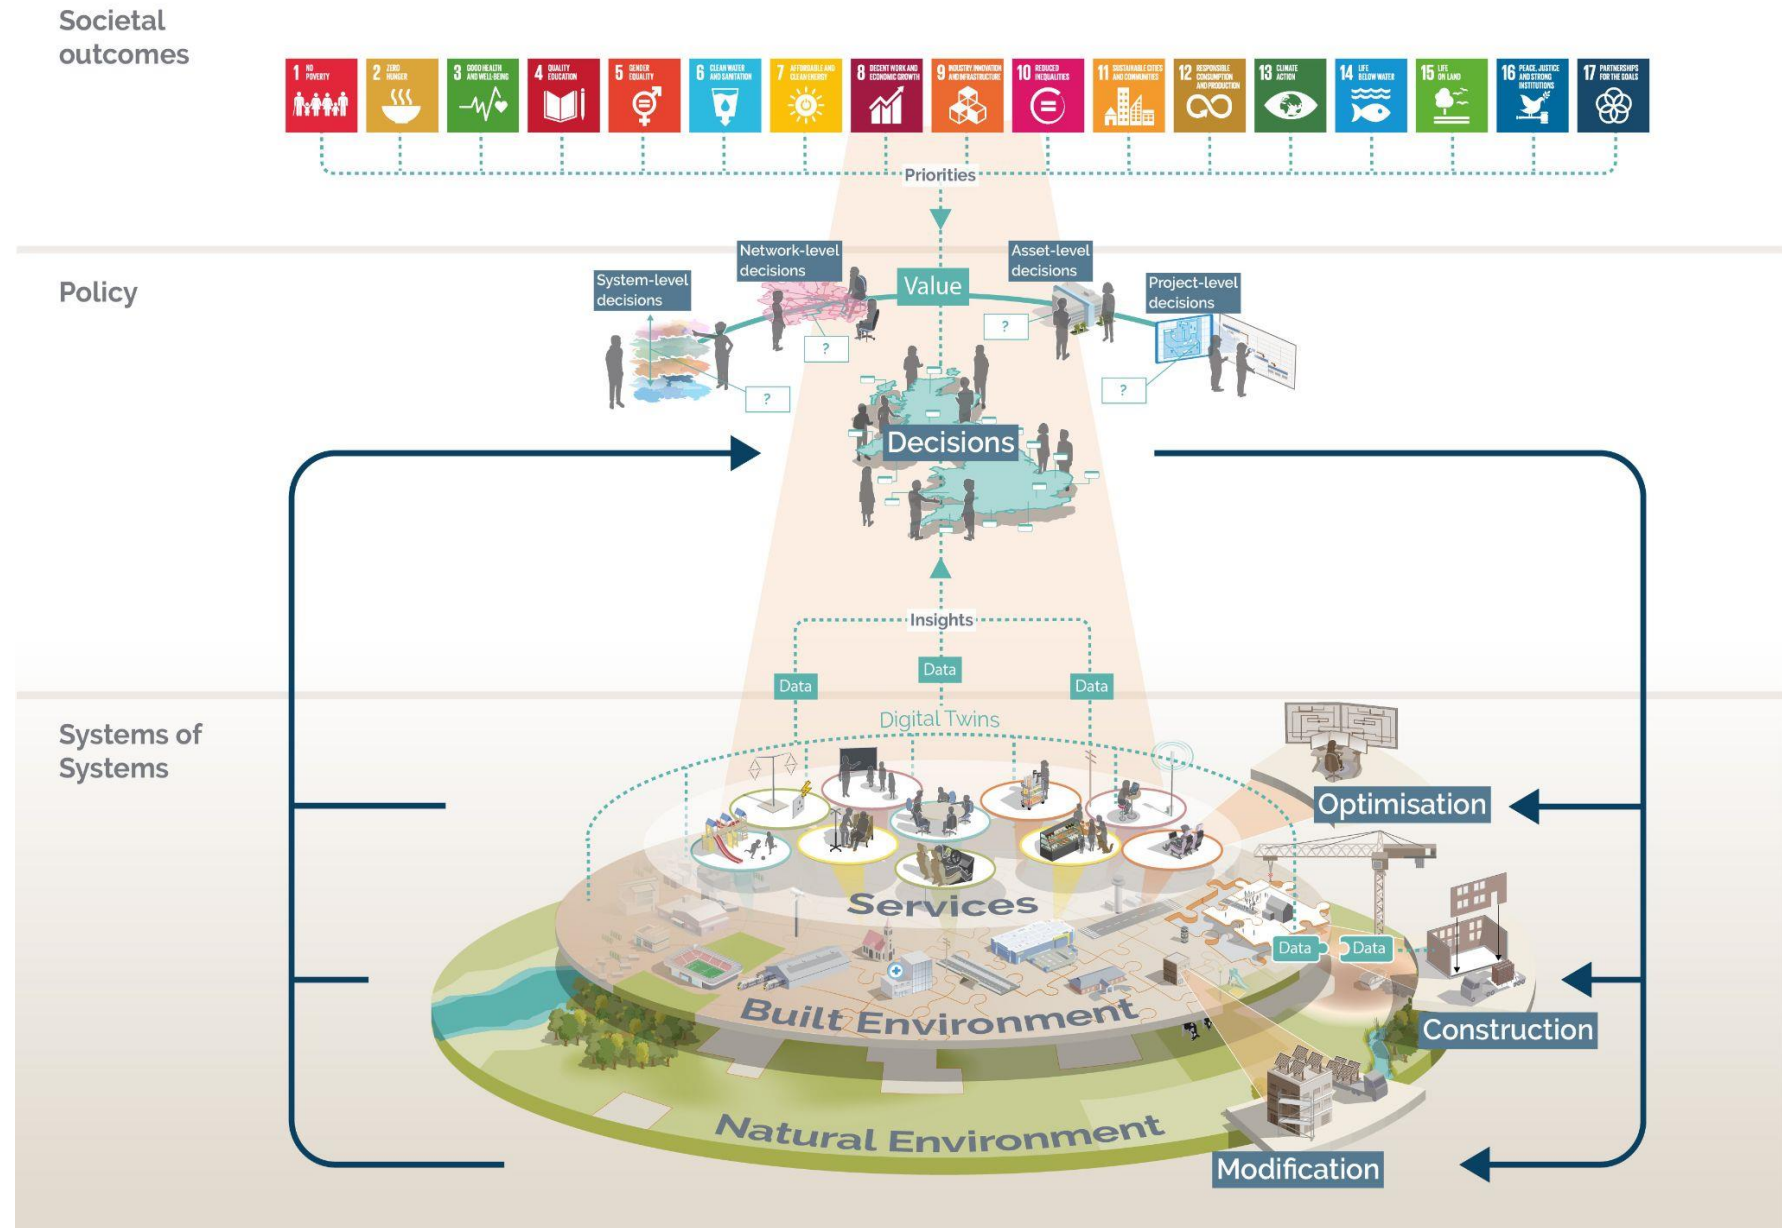 Societal
outcomes
1 NO
POVERTY
2 ZERO
HUNGER
3 GOOD HEALTH
AND WELL-BEING
4 QUALITY
EDUCATION
5 GENDER
EQUALITY
6 CLEAN WATER
AND SANITATION
7 AFFORDABLE AND
CLEAN ENERGY
8 DECENT WORK AND
ECONOMIC GROWTH
9 INDUSTRY, INNOVATION
AND INFRASTRUCTURE
10 REDUCED
INEQUALITIES
11 SUSTAINABLE CITIES
AND COMMUNITIES
12 RESPONSIBLE
CONSUMPTION
AND PRODUCTION
13 CLIMATE
ACTION
14 LIFE
BELOW WATER
15 LIFE
ON LAND
16 PEACE, JUSTICE
AND STRONG
INSTITUTIONS
17 PARTNERSHIPS
FOR THE GOALS
Priorities
Policy
System-level
decisions
Network-level
decisions
Value
Asset-level
decisions
Project-level
decisions
?
?
?
?
Decisions
Insights
Data
Data
Data
Systems of
Systems
Digital Twins
Optimisation
Services
Data
Data
Built Environment
Construction
Natural Environment
Modification